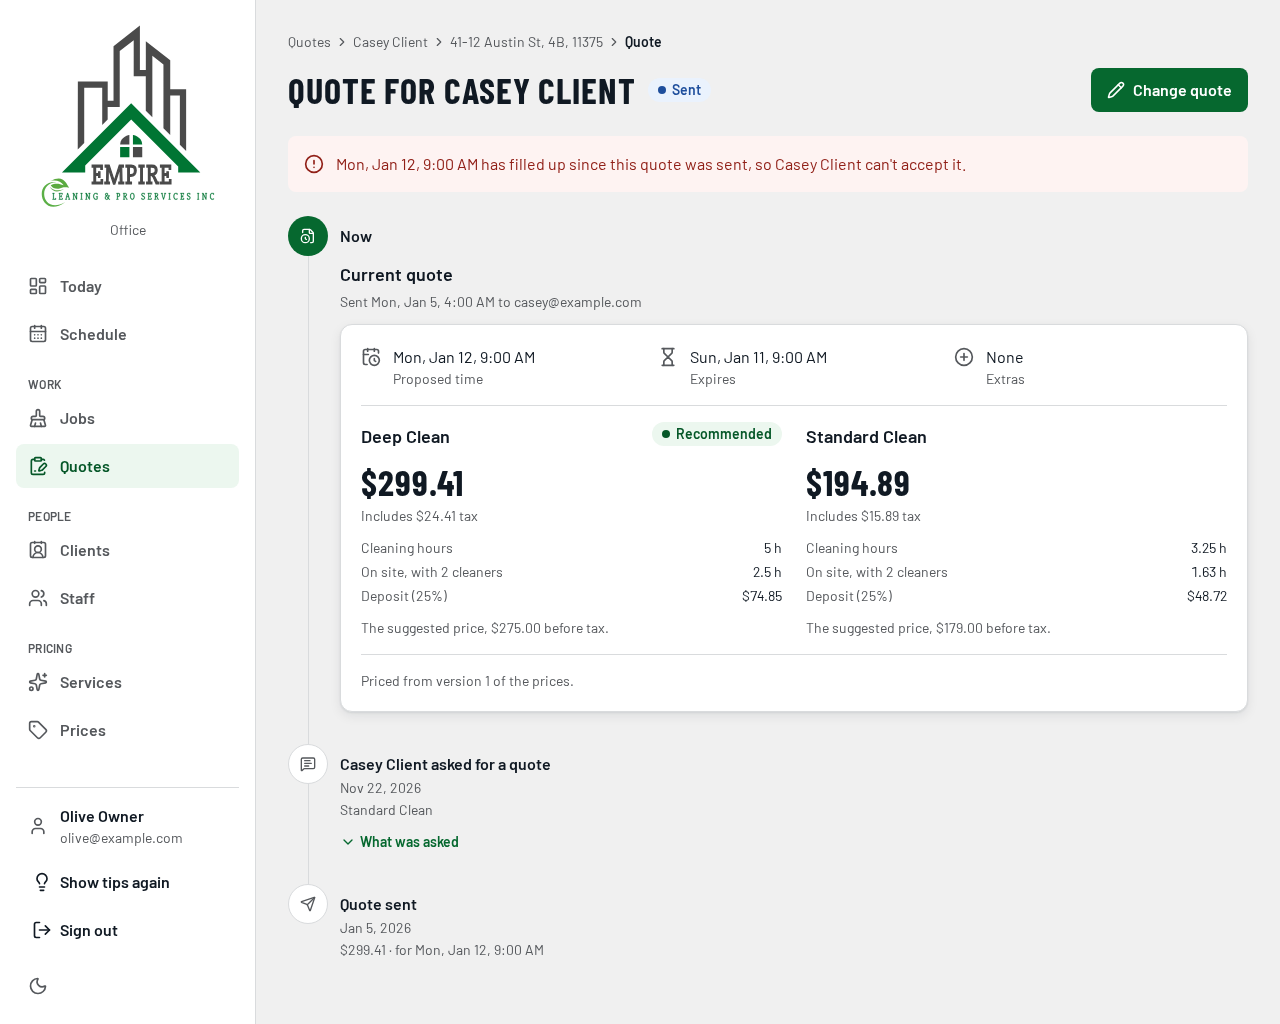 EMPIRE
LEANING & PRO SERVICES INC
Office
Today
Schedule
WORK
Jobs
Quotes
PEOPLE
Clients
Staff
PRICING
Services
Prices
Olive Owner
olive@example.com
Show tips again
Sign out
Quotes > Casey Client > 41-12 Austin St, 4B, 11375 > Quote
QUOTE FOR CASEY CLIENT
Sent
Change quote
Mon, Jan 12, 9:00 AM has filled up since this quote was sent, so Casey Client can't accept it.
Now
Current quote
Sent Mon, Jan 5, 4:00 AM to casey@example.com
Mon, Jan 12, 9:00 AM
Proposed time
Sun, Jan 11, 9:00 AM
Expires
None
Extras
Deep Clean
Recommended
$299.41
Includes $24.41 tax
Cleaning hours 5 h
On site, with 2 cleaners 2.5 h
Deposit (25%) $74.85
The suggested price, $275.00 before tax.
Standard Clean
$194.89
Includes $15.89 tax
Cleaning hours 3.25 h
On site, with 2 cleaners 1.63 h
Deposit (25%) $48.72
The suggested price, $179.00 before tax.
Priced from version 1 of the prices.
Casey Client asked for a quote
Nov 22, 2026
Standard Clean
What was asked
Quote sent
Jan 5, 2026
$299.41 · for Mon, Jan 12, 9:00 AM